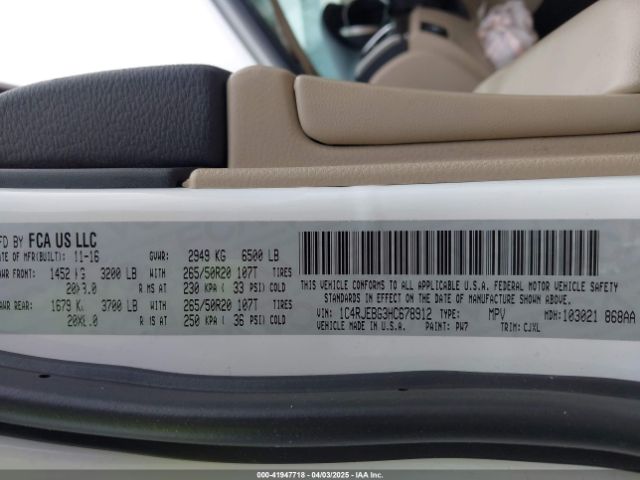 MFD BY FCA US LLC
DATE OF MFR(BUILT): 11-16 GVWR: 2949 KG 6500 LB
GAWR FRONT: 1452 KG 3200 LB WITH 265/50R20 107T TIRES
20X8.0 RIMS AT 230 KPA ( 33 PSI) COLD
GAWR REAR: 1679 KG 3700 LB WITH 265/50R20 107T TIRES
20X8.0 RIMS AT 250 KPA ( 36 PSI) COLD
THIS VEHICLE CONFORMS TO ALL APPLICABLE U.S.A. FEDERAL MOTOR VEHICLE SAFETY
STANDARDS IN EFFECT ON THE DATE OF MANUFACTURE SHOWN ABOVE.
VIN: 1C4RJEBG3HC678912 TYPE: MPV MDH: 103021 868AA
VEHICLE MADE IN U.S.A. PAINT: PW7 TRIM: CJXL
000-41947718 - 04/03/2025 - IAA Inc.